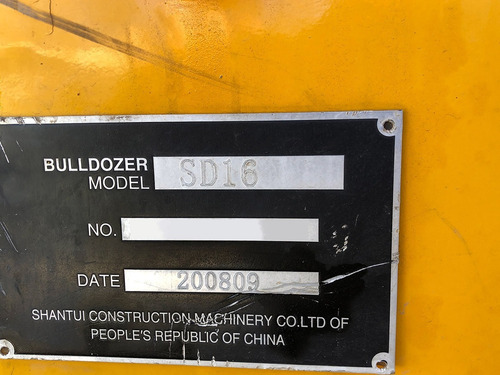 BULLDOZER
MODEL SD16
NO.
DATE 200809
SHANTUI CONSTRUCTION MACHINERY CO.LTD OF
PEOPLE'S REPUBLIC OF CHINA